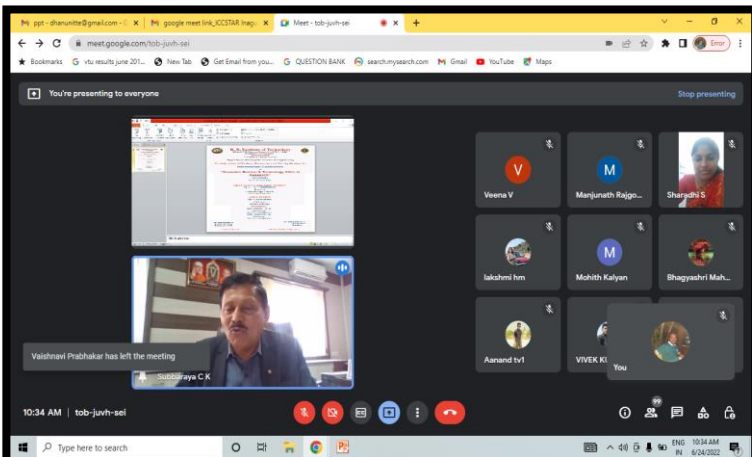 ppt - dhanunitte@gmail.com -
google meet link_ICCSTAR Inagu
Meet - tob-juvh-sei
meet.google.com/tob-juvh-sei
Error
Bookmarks
vtu results june 201...
New Tab
Get Email from you...
QUESTION BANK
search.mysearch.com
Gmail
YouTube
Maps
You're presenting to everyone
Stop presenting
V
Veena V
M
Manjunath Rajgo...
Sharadhi S
lakshmi hm
M
Mohith Kalyan
Bhagyashri Mah...
Aanand tv1
VIVEK
You
Vaishnavi Prabhakar has left the meeting
Subbaraya C K
10:34 AM | tob-juvh-sei
99
Type here to search
ENG
IN
10:34 AM
6/24/2022